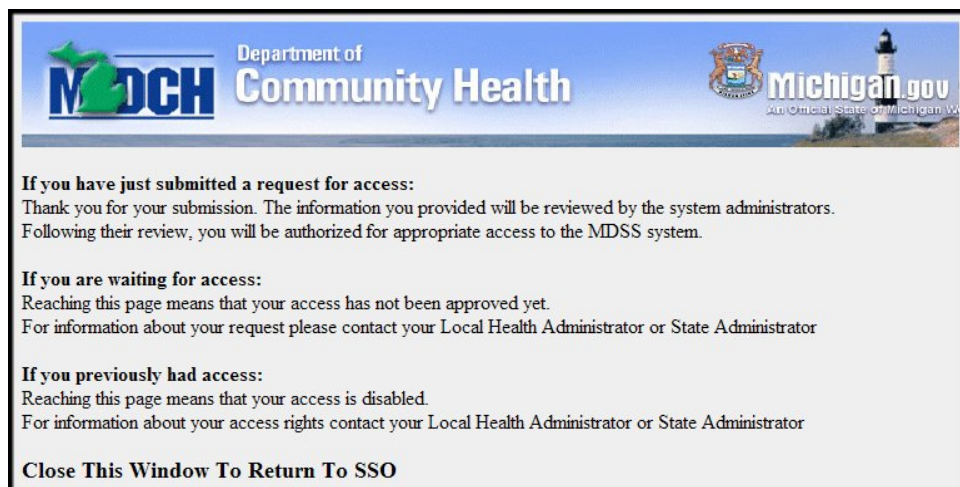 MDCH
Department of
Community Health
Michigan.gov
An Official State of Michigan W
If you have just submitted a request for access:
Thank you for your submission. The information you provided will be reviewed by the system administrators.
Following their review, you will be authorized for appropriate access to the MDSS system.
If you are waiting for access:
Reaching this page means that your access has not been approved yet.
For information about your request please contact your Local Health Administrator or State Administrator
If you previously had access:
Reaching this page means that your access is disabled.
For information about your access rights contact your Local Health Administrator or State Administrator
Close This Window To Return To SSO